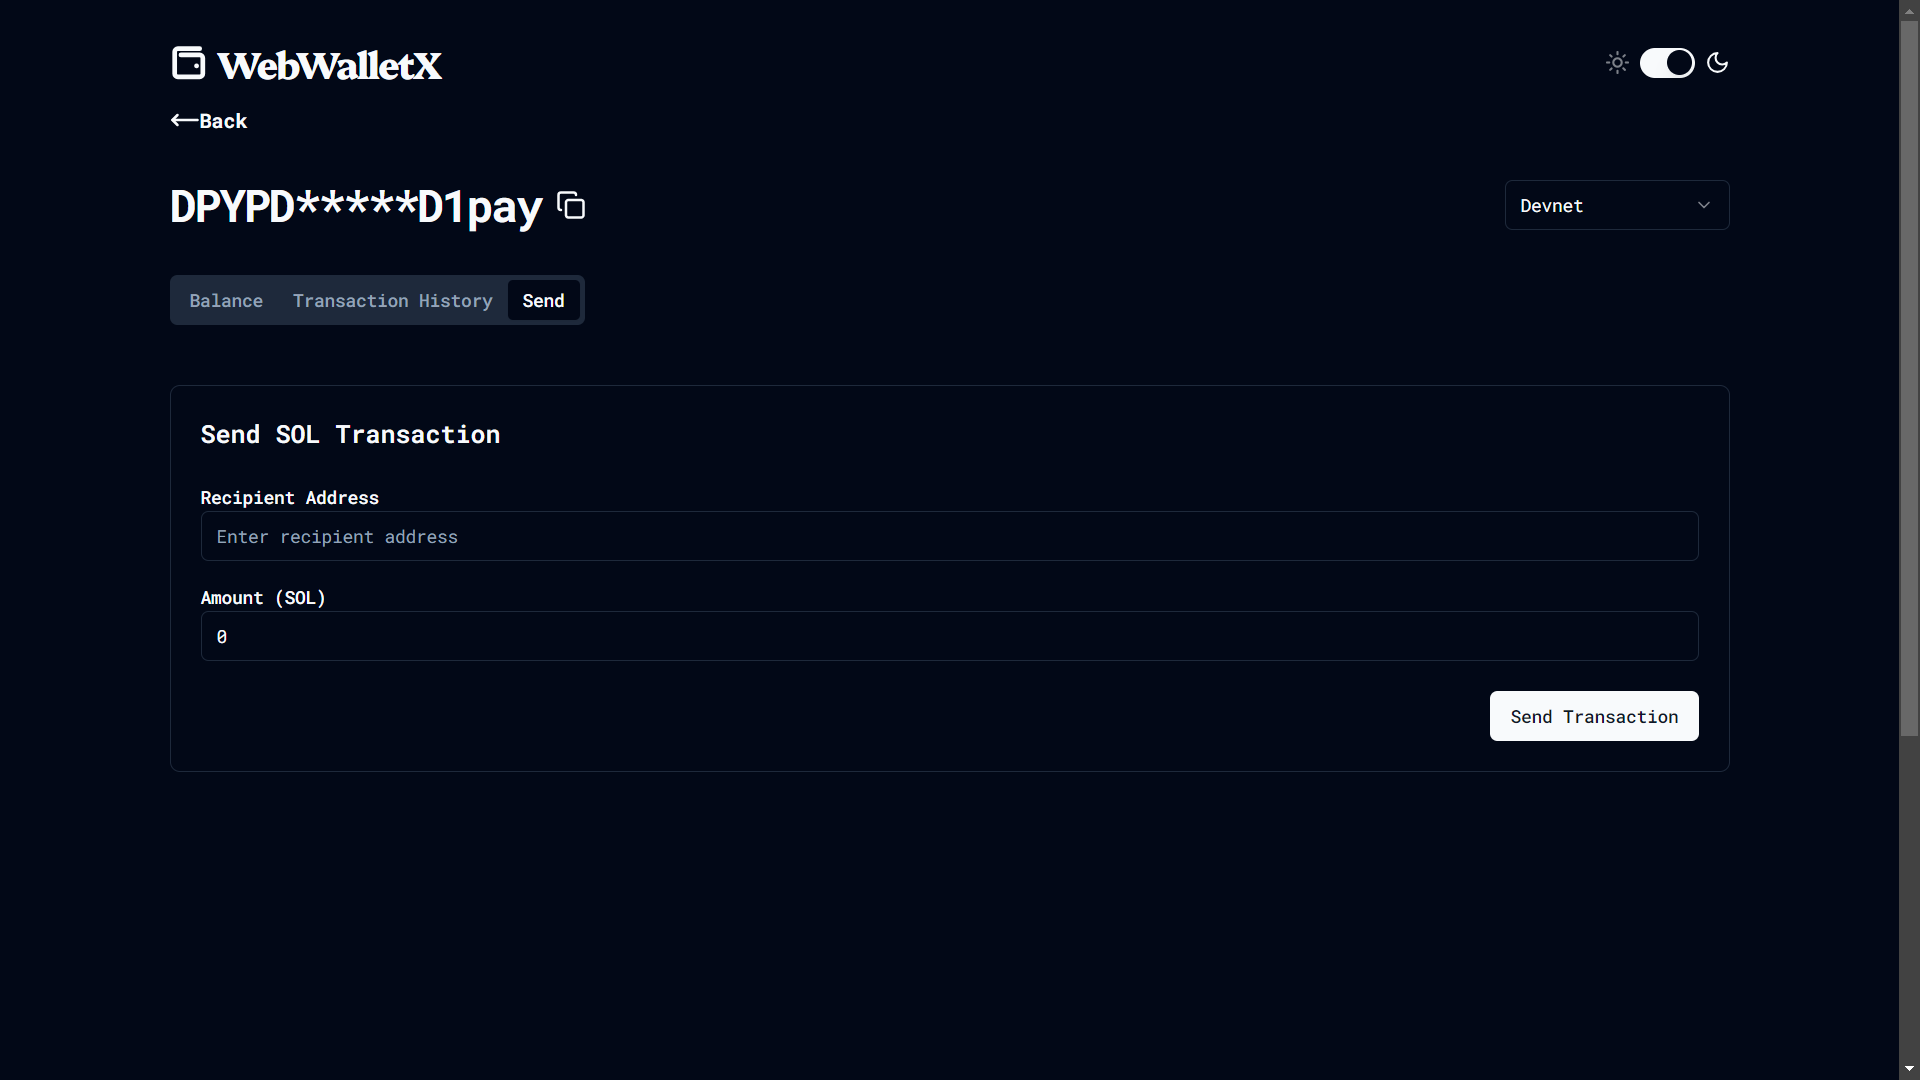 WebWalletX
Back
DPYPD*****D1pay
Devnet
Balance Transaction History Send
Send SOL Transaction
Recipient Address
Enter recipient address
Amount (SOL)
0
Send Transaction